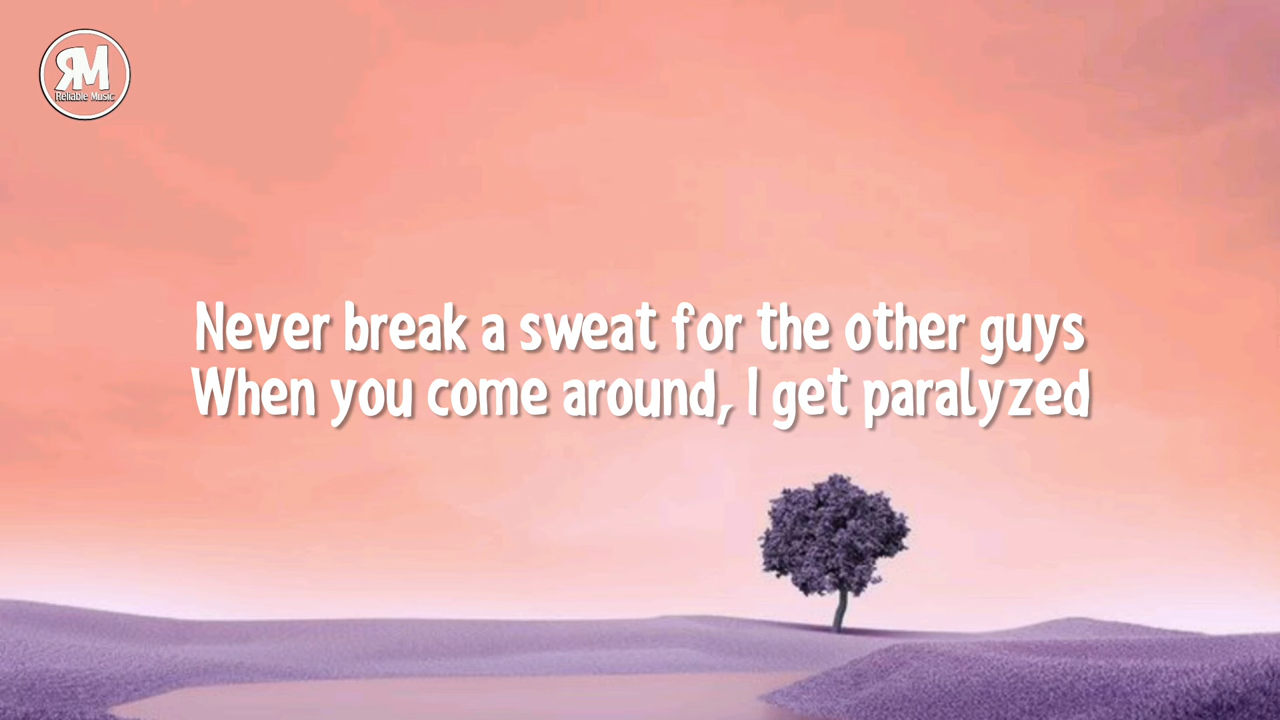 RM
Reliable Music
Never break a sweat for the other guys
When you come around, I get paralyzed